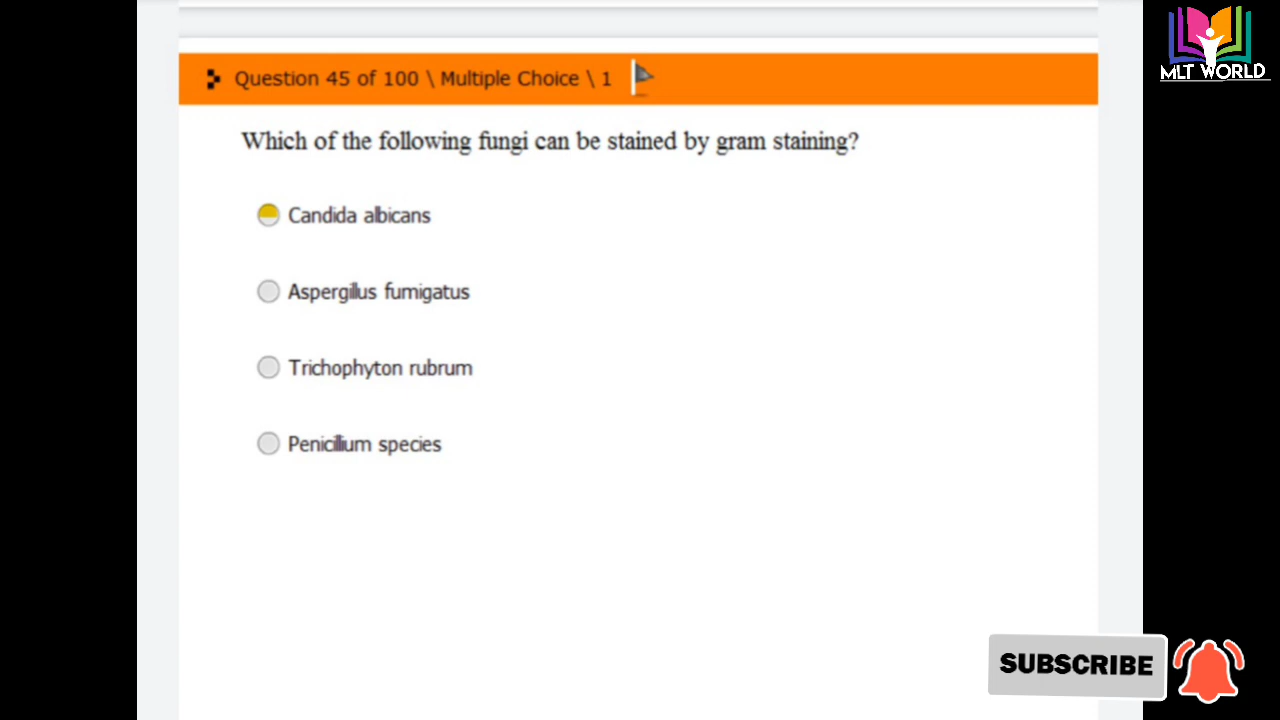 MLT WORLD
Question 45 of 100 \ Multiple Choice \ 1
Which of the following fungi can be stained by gram staining?
Candida albicans
Aspergillus fumigatus
Trichophyton rubrum
Penicillium species
SUBSCRIBE